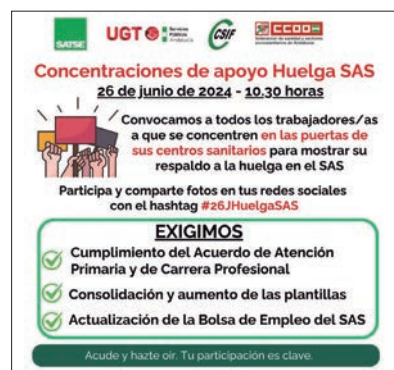 SATSE
UGT Servicios Públicos Andalucía
CSIF
CCOO
Concentraciones de apoyo Huelga SAS
26 de junio de 2024 - 10,30 horas
Convocamos a todos los trabajadores/as
a que se concentren en las puertas de
sus centros sanitarios para mostrar su
respaldo a la huelga en el SAS
Participa y comparte fotos en tus redes sociales
con el hashtag #26JHuelgaSAS
EXIGIMOS
Cumplimiento del Acuerdo de Atención
Primaria y de Carrera Profesional
Consolidación y aumento de las plantillas
Actualización de la Bolsa de Empleo del SAS
Acude y hazte oir. Tu participación es clave.